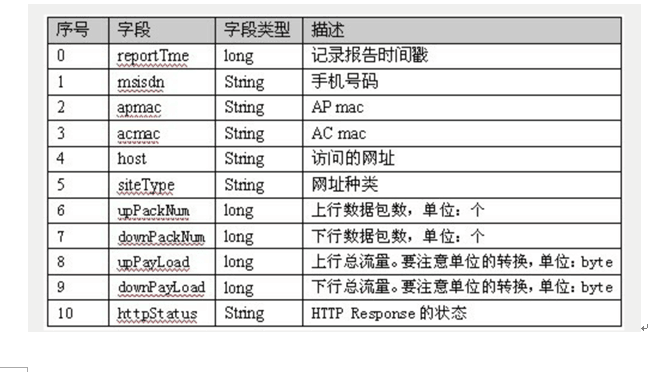 序号 字段 字段类型 描述
0 reportTme long 记录报告时间戳
1 msisdn String 手机号码
2 apmac String AP mac
3 acmac String AC mac
4 host String 访问的网址
5 siteType String 网址种类
6 upPackNum long 上行数据包数，单位：个
7 downPackNum long 下行数据包数，单位：个
8 upPayLoad long 上行总流量。要注意单位的转换，单位：byte
9 downPayLoad long 下行总流量。要注意单位的转换，单位：byte
10 httpStatus String HTTP Response 的状态